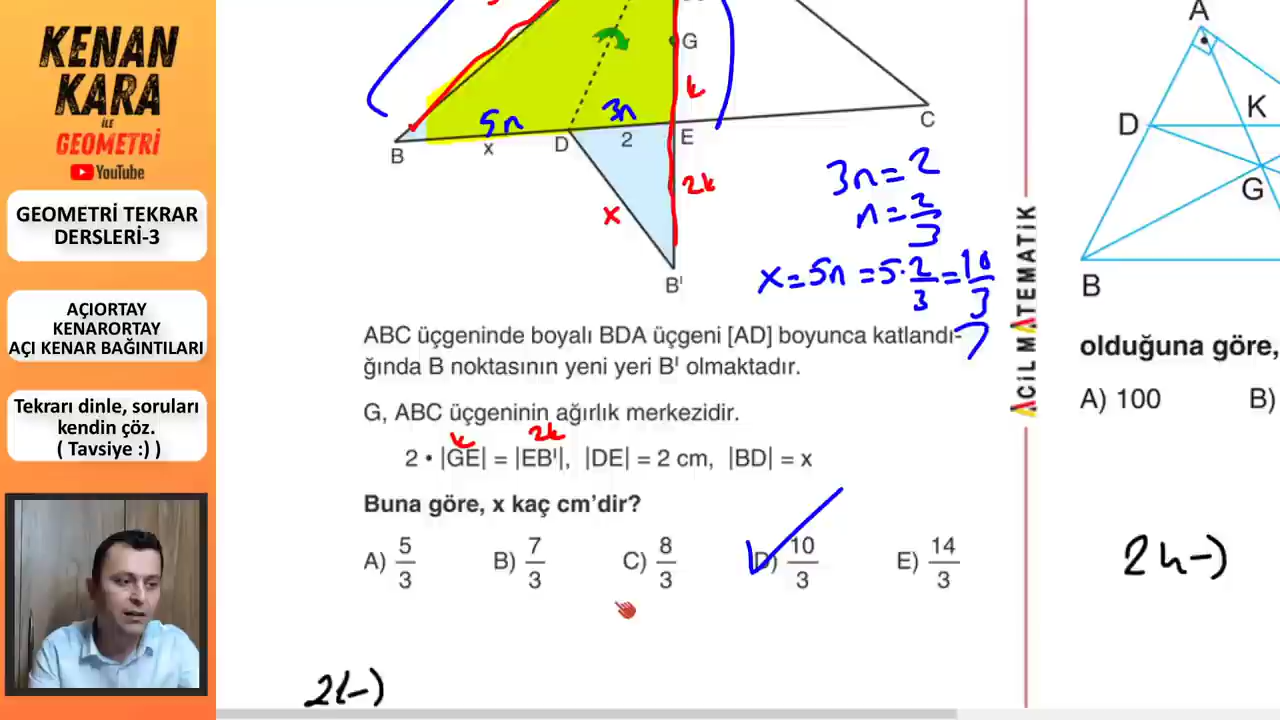 KENAN
KARA
İLE
GEOMETRİ
YouTube
GEOMETRİ TEKRAR
DERSLERİ-3
AÇIORTAY
KENARORTAY
AÇI KENAR BAĞINTILARI
Tekrarı dinle, soruları
kendin çöz.
( Tavsiye :) )
G
k
5n
3n
B
x
D
2
E
C
2k
x
B'
3n=2
n=2/3
x=5n=5·2/3=10/3
ABC üçgeninde boyalı BDA üçgeni [AD] boyunca katlandı-
ğında B noktasının yeni yeri B' olmaktadır.
G, ABC üçgeninin ağırlık merkezidir.
k 2k
2 • |GE| = |EB'|, |DE| = 2 cm, |BD| = x
Buna göre, x kaç cm'dir?
A) 5/3 B) 7/3 C) 8/3 D) 10/3 E) 14/3
21-)
ACİL MATEMATİK
A
D
K
G
B
olduğuna göre,
A) 100 B)
24-)